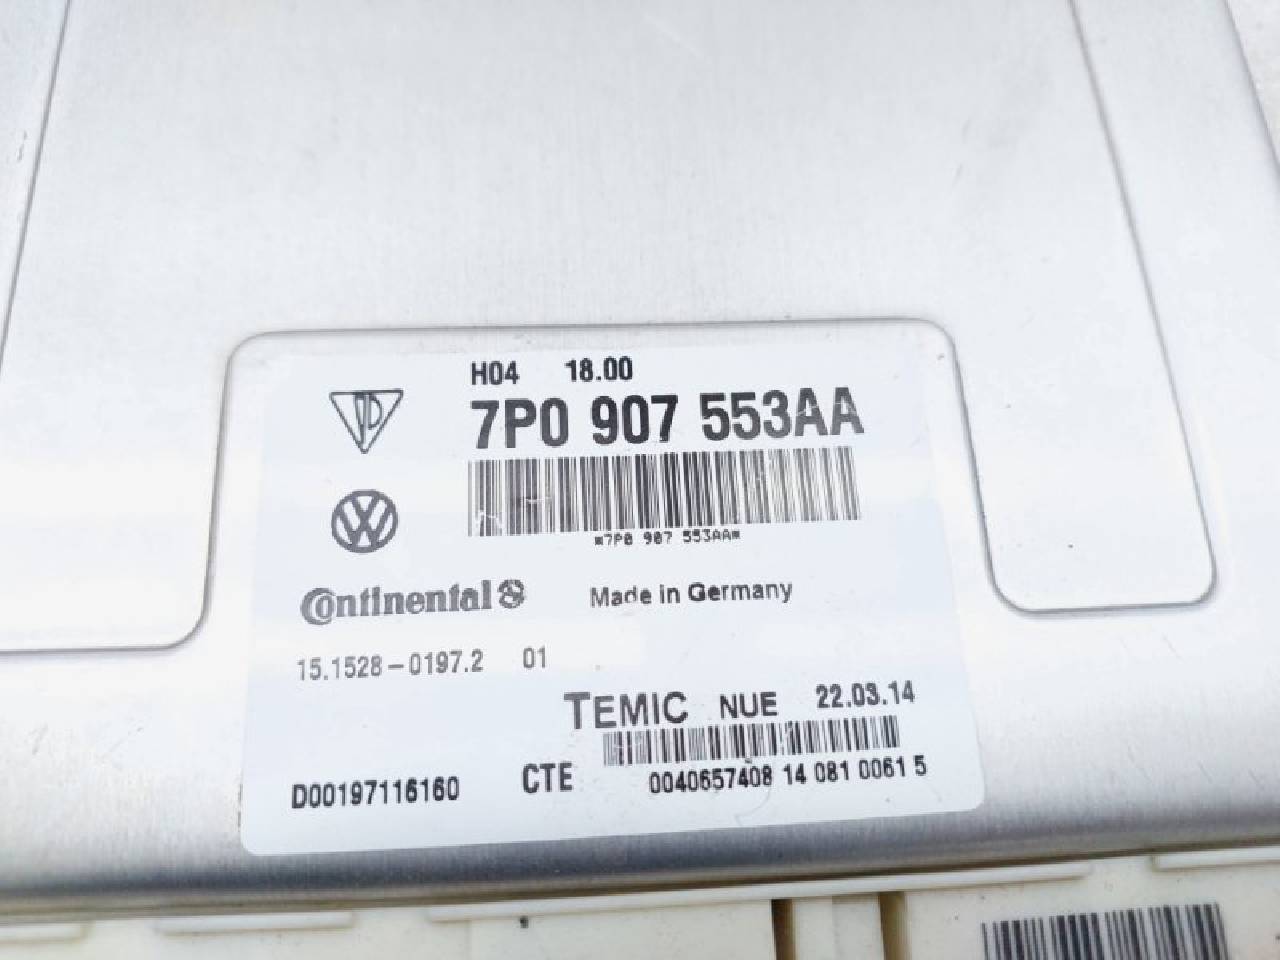 H04 18.00
7P0 907 553AA
*7P0 907 553AA*
Continental
Made in Germany
15.1528-0197.2 01
TEMIC NUE 22.03.14
CTE 0040657408 14 081 0061 5
D00197116160